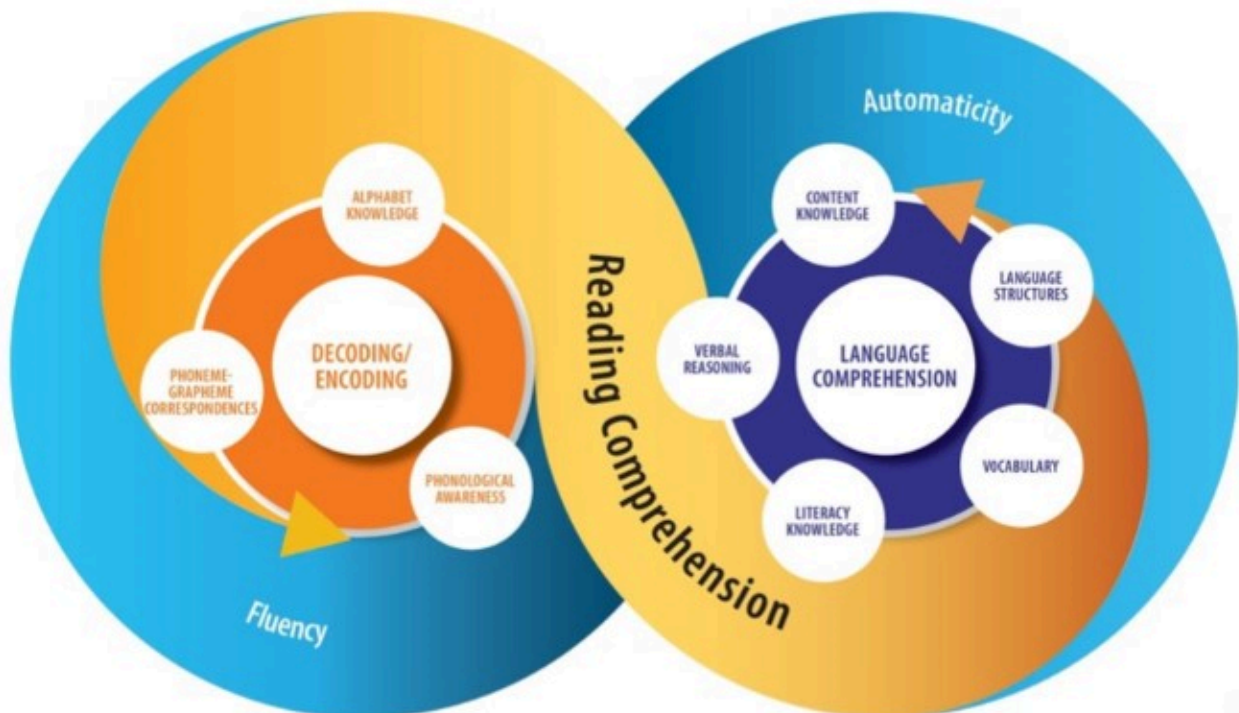 Automaticity
ALPHABET
KNOWLEDGE
CONTENT
KNOWLEDGE
LANGUAGE
STRUCTURES
DECODING/
ENCODING
Reading Comprehension
VERBAL
REASONING
LANGUAGE
COMPREHENSION
PHONEME-
GRAPHEME
CORRESPONDENCES
PHONOLOGICAL
AWARENESS
VOCABULARY
LITERACY
KNOWLEDGE
Fluency